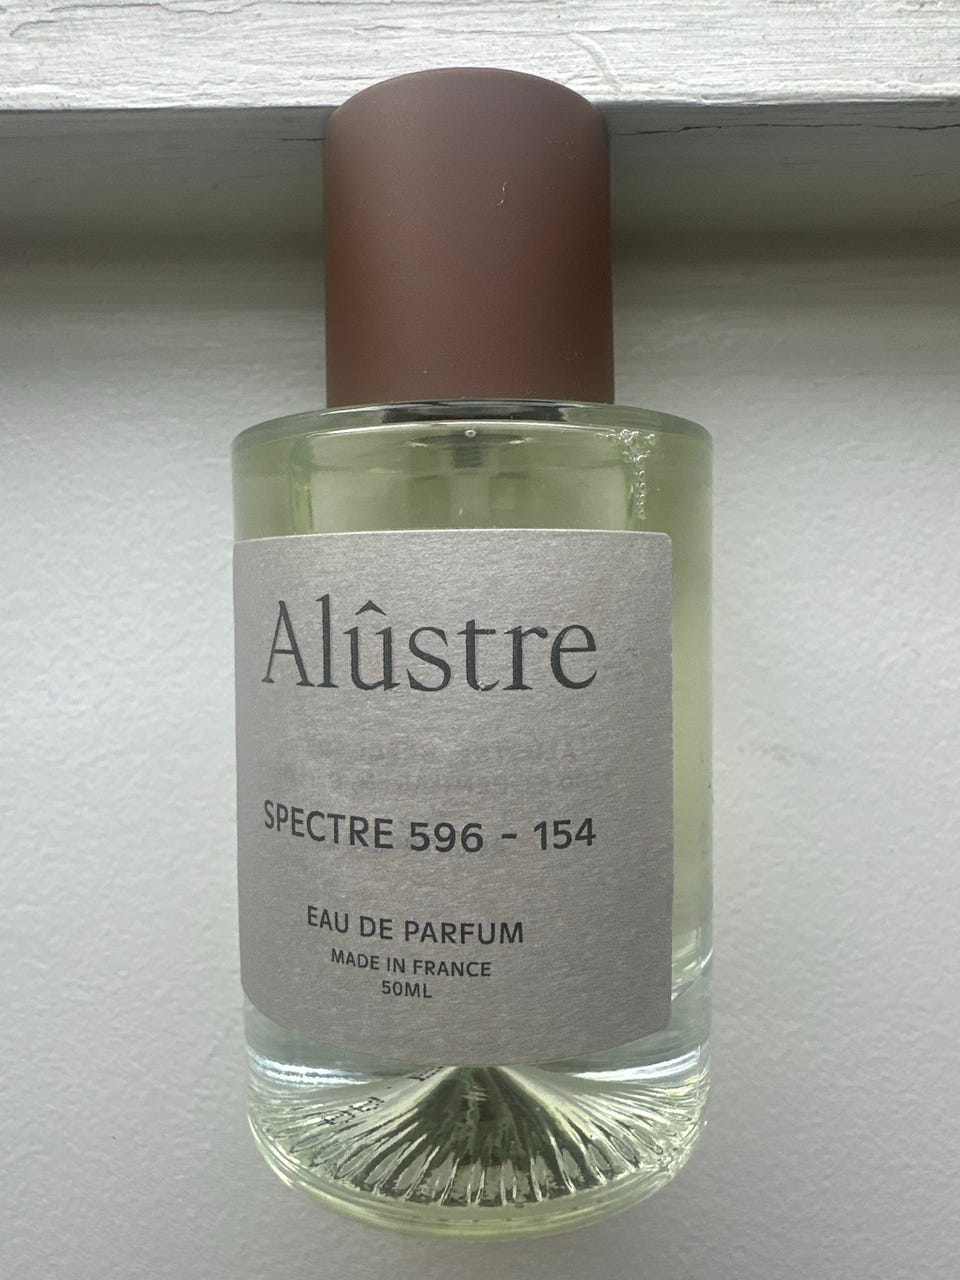 Alûstre
SPECTRE 596 - 154
EAU DE PARFUM
MADE IN FRANCE
50ML